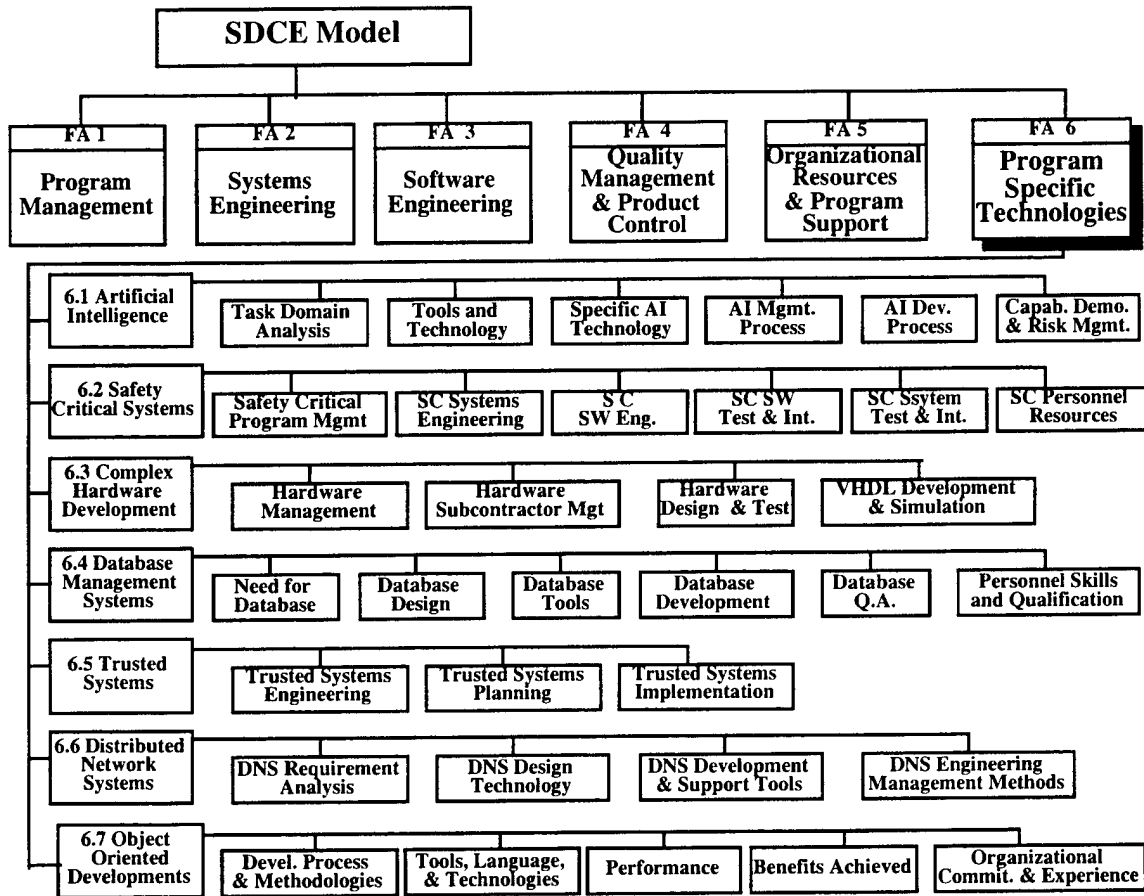 SDCE Model
FA 1
Program
Management
FA 2
Systems
Engineering
FA 3
Software
Engineering
FA 4
Quality
Management
& Product
Control
FA 5
Organizational
Resources
& Program
Support
FA 6
Program
Specific
Technologies
6.1 Artificial
Intelligence
Task Domain
Analysis
Tools and
Technology
Specific AI
Technology
AI Mgmt.
Process
AI Dev.
Process
Capab. Demo.
& Risk Mgmt.
6.2 Safety
Critical Systems
Safety Critical
Program Mgmt
SC Systems
Engineering
S C
SW Eng.
SC SW
Test & Int.
SC Ssytem
Test & Int.
SC Personnel
Resources
6.3 Complex
Hardware
Development
Hardware
Management
Hardware
Subcontractor Mgt
Hardware
Design & Test
VHDL Development
& Simulation
6.4 Database
Management
Systems
Need for
Database
Database
Design
Database
Tools
Database
Development
Database
Q.A.
Personnel Skills
and Qualification
6.5 Trusted
Systems
Trusted Systems
Engineering
Trusted Systems
Planning
Trusted Systems
Implementation
6.6 Distributed
Network
Systems
DNS Requirement
Analysis
DNS Design
Technology
DNS Development
& Support Tools
DNS Engineering
Management Methods
6.7 Object
Oriented
Developments
Devel. Process
& Methodologies
Tools, Language,
& Technologies
Performance
Benefits Achieved
Organizational
Commit. & Experience